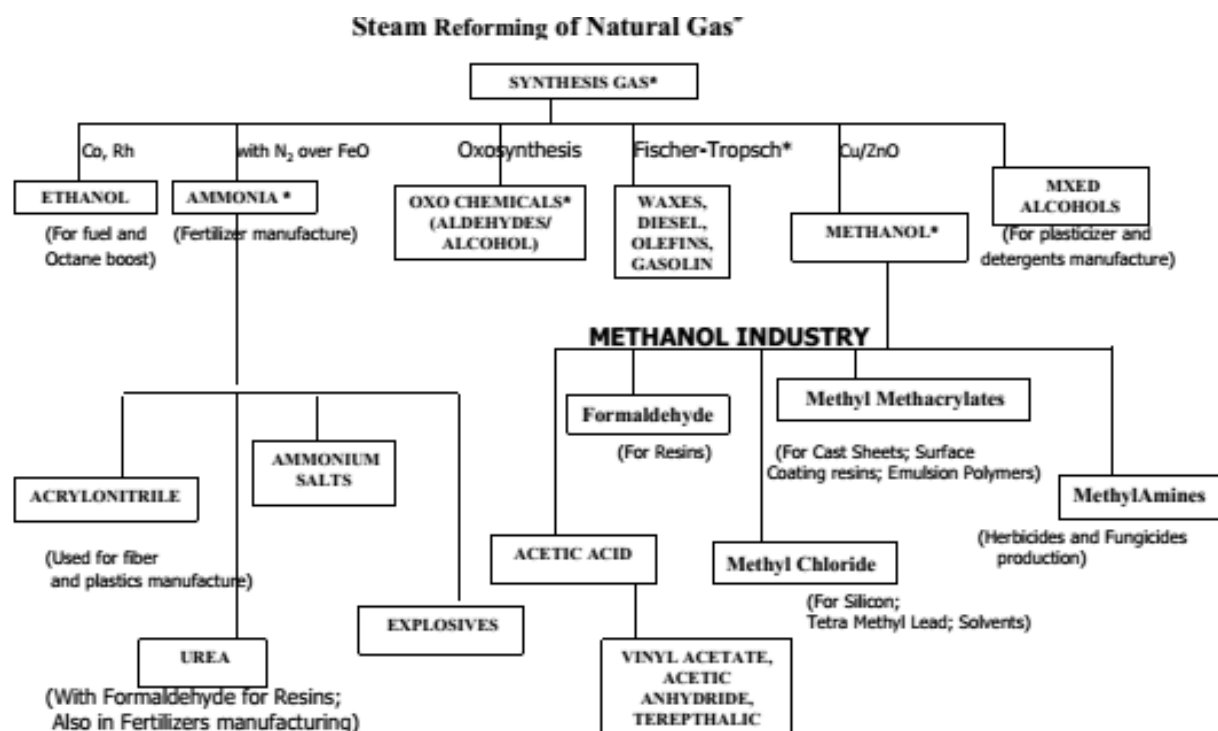 Steam Reforming of Natural Gas*
SYNTHESIS GAS*
Co, Rh
with N₂ over FeO
Oxosynthesis
Fischer-Tropsch*
Cu/ZnO
ETHANOL
(For fuel and
Octane boost)
AMMONIA *
(Fertilizer manufacture)
OXO CHEMICALS*
(ALDEHYDES/
ALCOHOL)
WAXES,
DIESEL,
OLEFINS,
GASOLIN
METHANOL*
MXED
ALCOHOLS
(For plasticizer and
detergents manufacture)
METHANOL INDUSTRY
Formaldehyde
(For Resins)
Methyl Methacrylates
(For Cast Sheets; Surface
Coating resins; Emulsion Polymers)
MethylAmines
(Herbicides and Fungicides
production)
ACRYLONITRILE
(Used for fiber
and plastics manufacture)
AMMONIUM
SALTS
ACETIC ACID
Methyl Chloride
(For Silicon;
Tetra Methyl Lead; Solvents)
EXPLOSIVES
UREA
(With Formaldehyde for Resins;
Also in Fertilizers manufacturing)
VINYL ACETATE,
ACETIC
ANHYDRIDE,
TEREPTHALIC